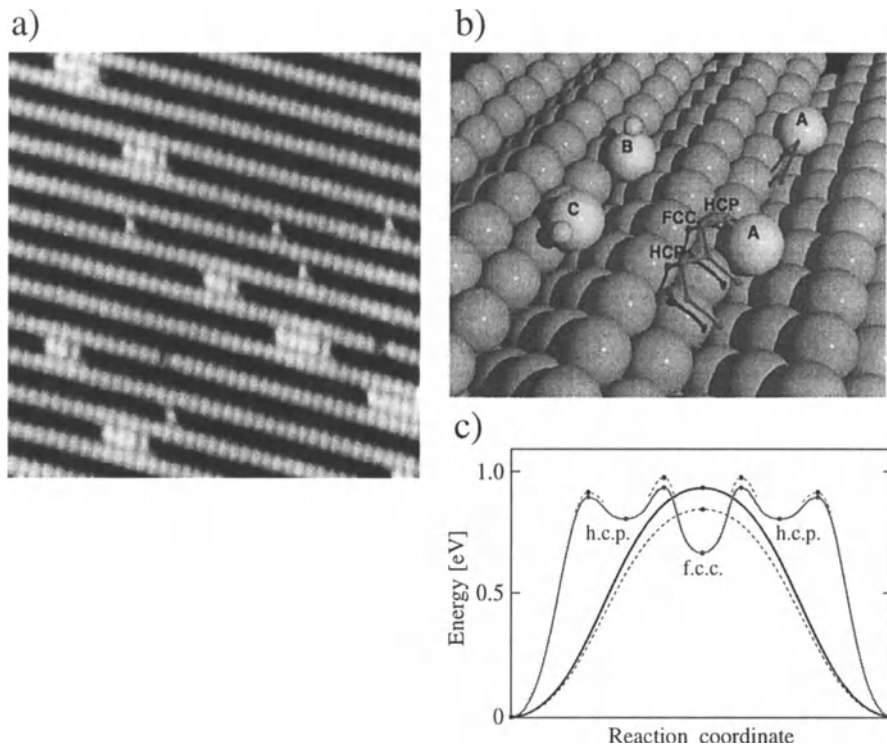 a)
b)
A
B
HCP
C
FCC
A
HCP
c)
1.0
h.c.p.
h.c.p.
f.c.c.
0.5
0
Energy [eV]
Reaction coordinate